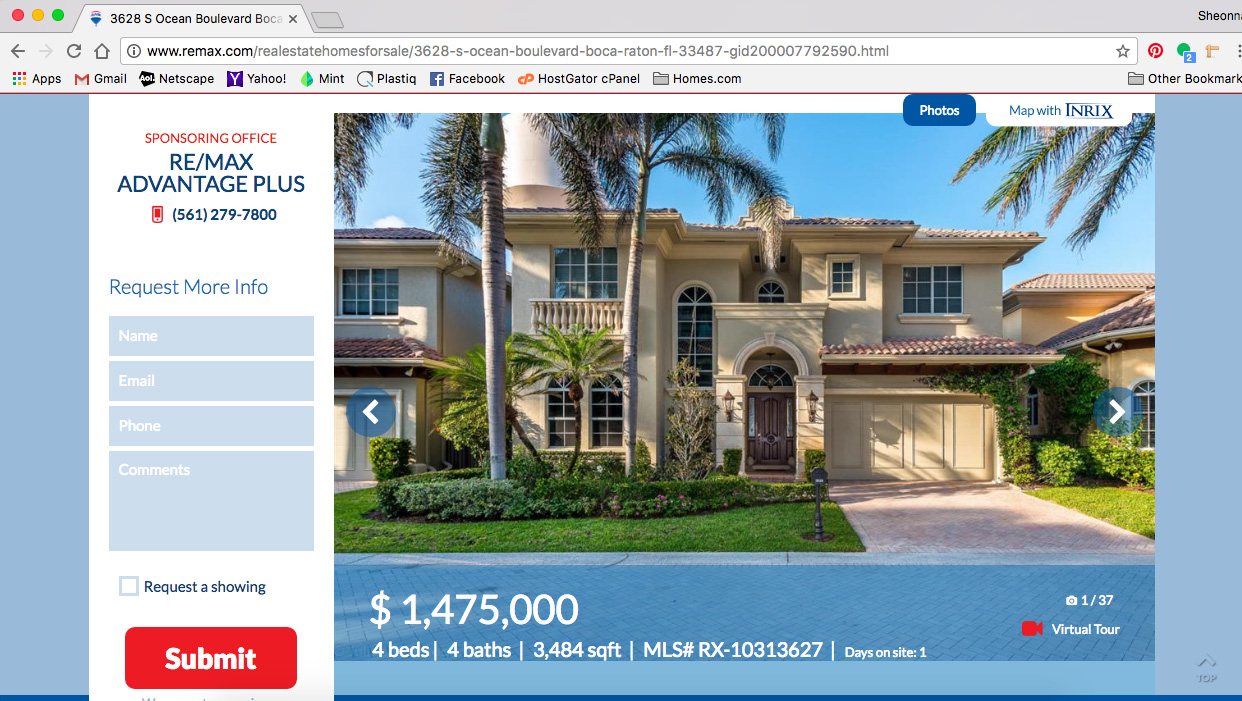 3628 S Ocean Boulevard Boca
Sheonna
www.remax.com/realestatehomesforsale/3628-s-ocean-boulevard-boca-raton-fl-33487-gid200007792590.html
2
Apps
Gmail
Aol. Netscape
Y Yahoo!
Mint
Plastiq
f Facebook
cP HostGator cPanel
Homes.com
Other Bookmark
Photos
Map with INRIX
SPONSORING OFFICE
RE/MAX
ADVANTAGE PLUS
(561) 279-7800
Request More Info
Name
Email
Phone
Comments
Request a showing
Submit
$ 1,475,000
4 beds | 4 baths | 3,484 sqft | MLS# RX-10313627 | Days on site: 1
1 / 37
Virtual Tour
TOP